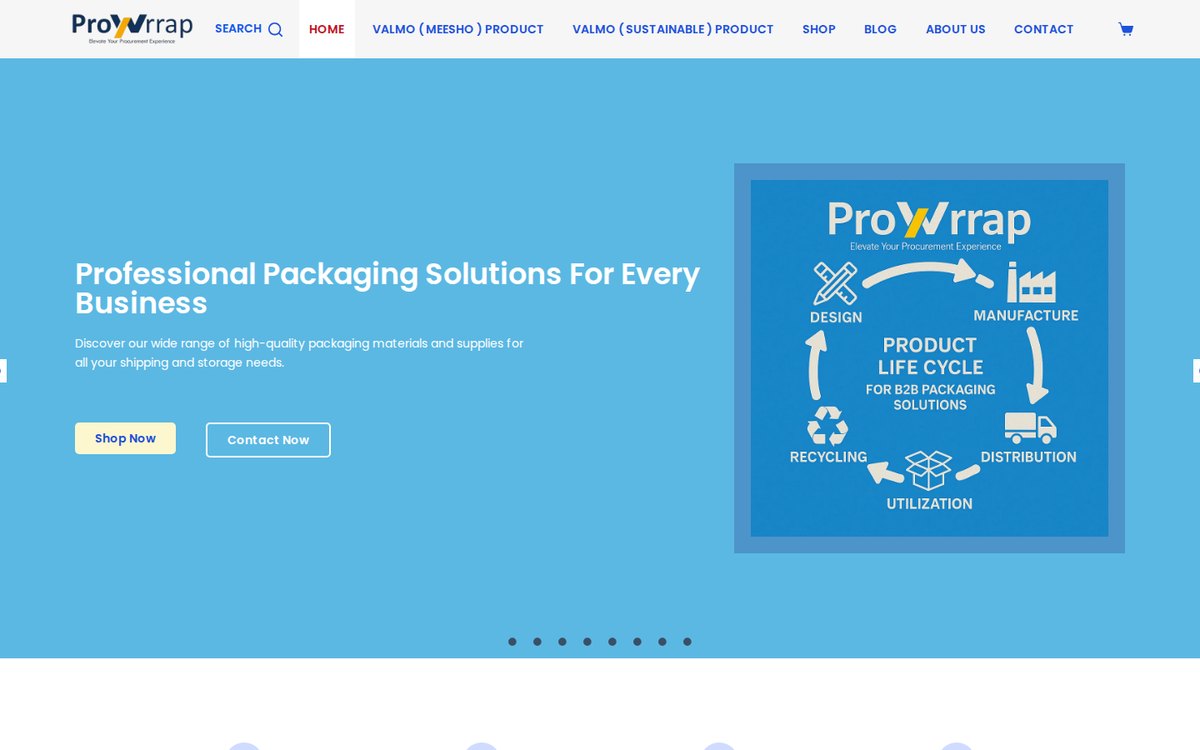 ProWrrap
Elevate Your Procurement Experience
SEARCH
HOME
VALMO ( MEESHO ) PRODUCT
VALMO ( SUSTAINABLE ) PRODUCT
SHOP
BLOG
ABOUT US
CONTACT
Professional Packaging Solutions For Every
Business
Discover our wide range of high-quality packaging materials and supplies for
all your shipping and storage needs.
Shop Now
Contact Now
ProWrrap
Elevate Your Procurement Experience
DESIGN
MANUFACTURE
PRODUCT
LIFE CYCLE
FOR B2B PACKAGING
SOLUTIONS
RECYCLING
DISTRIBUTION
UTILIZATION